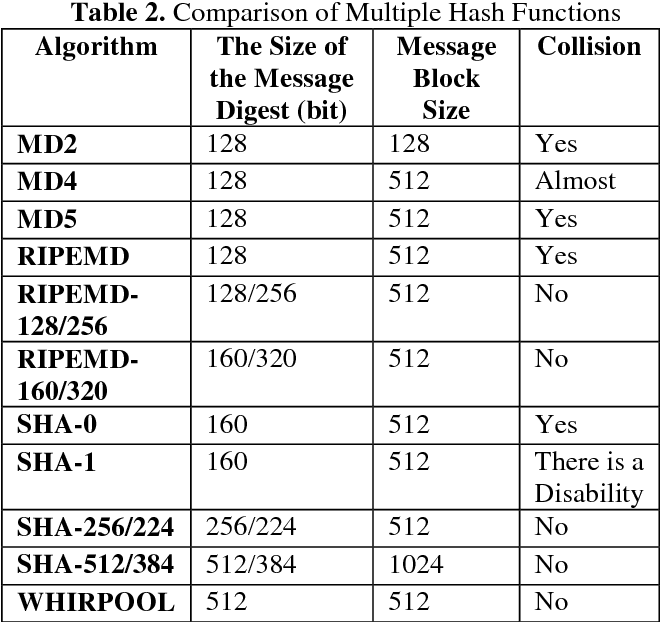 Table 2. Comparison of Multiple Hash Functions
Algorithm The Size of the Message Digest (bit) Message Block Size Collision
MD2 128 128 Yes
MD4 128 512 Almost
MD5 128 512 Yes
RIPEMD 128 512 Yes
RIPEMD-128/256 128/256 512 No
RIPEMD-160/320 160/320 512 No
SHA-0 160 512 Yes
SHA-1 160 512 There is a Disability
SHA-256/224 256/224 512 No
SHA-512/384 512/384 1024 No
WHIRPOOL 512 512 No